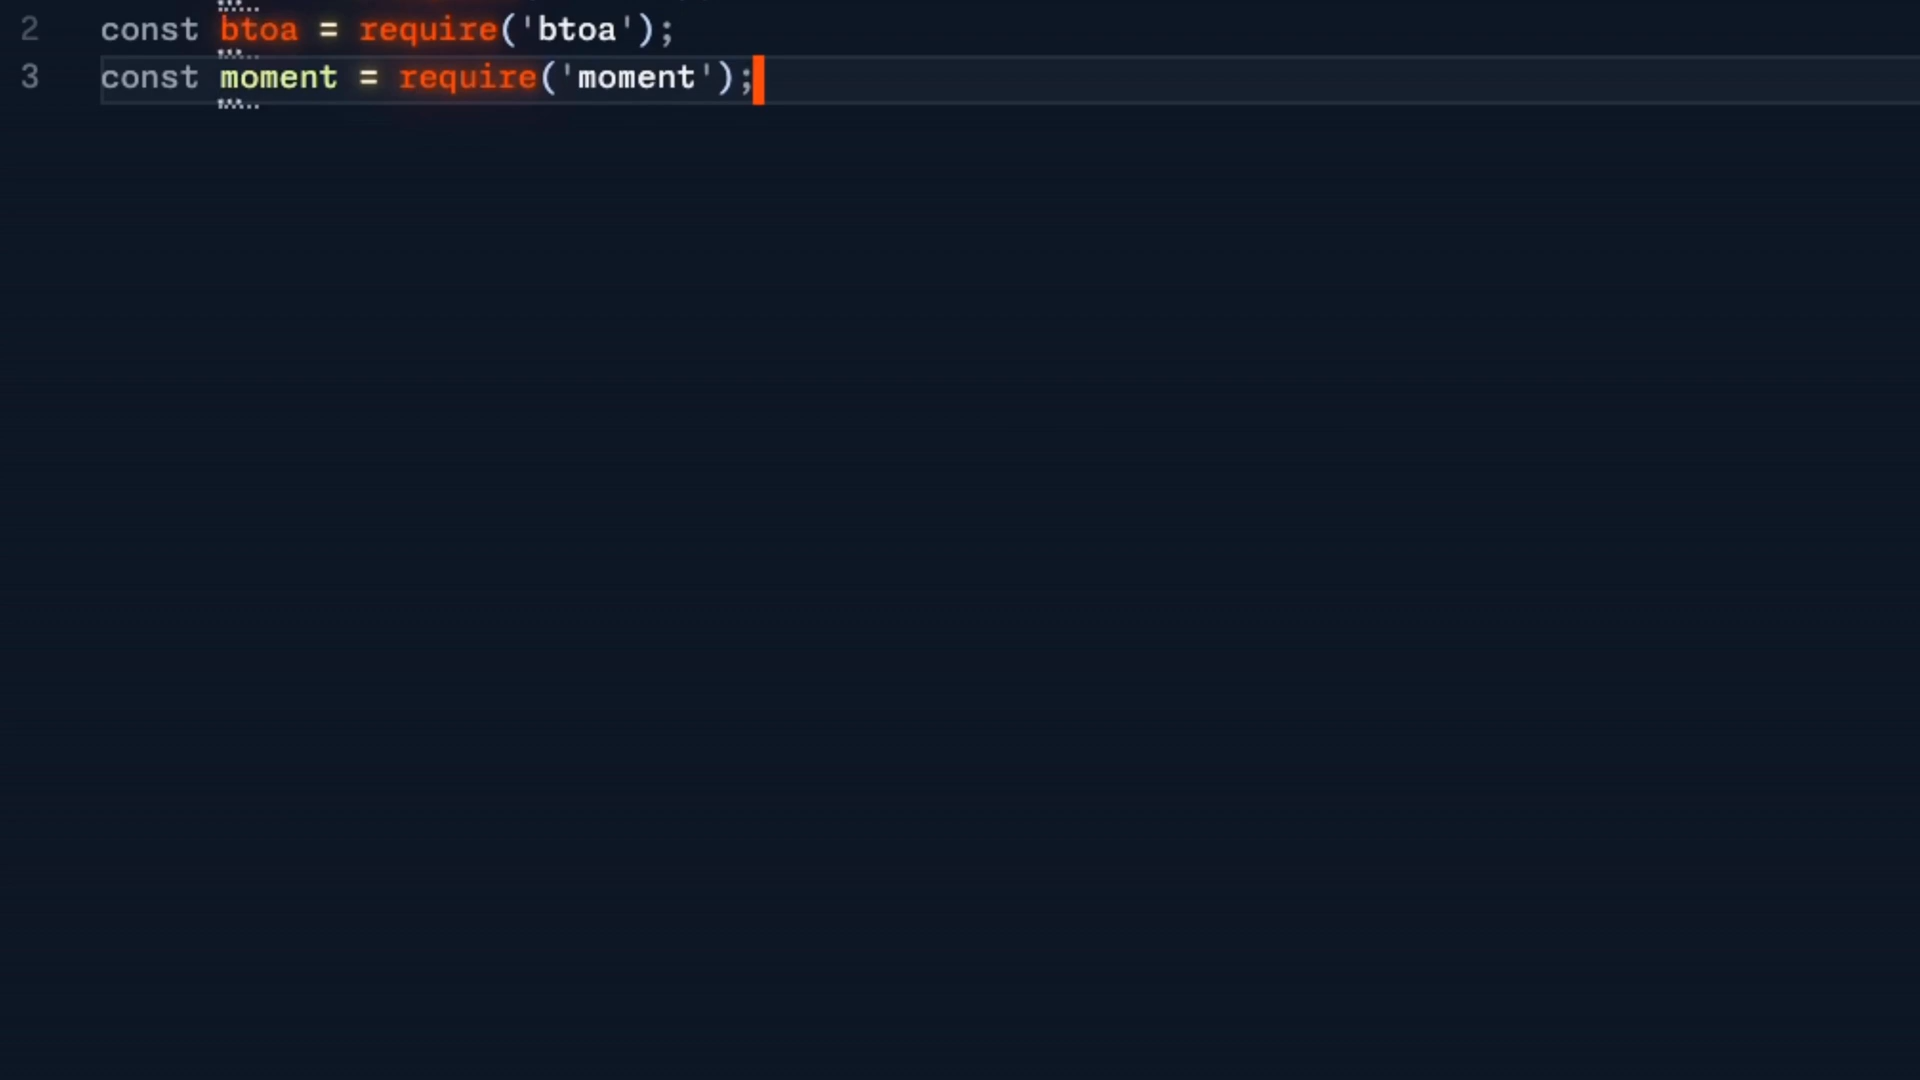 2 const btoa = require('btoa');
3 const moment = require('moment');